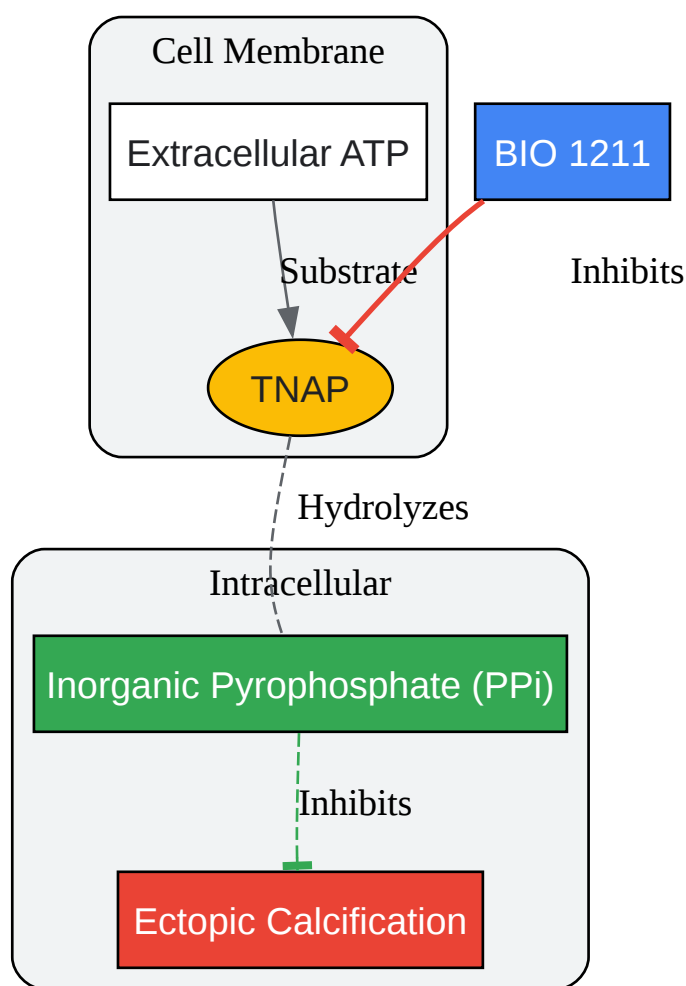 Cell Membrane
Extracellular ATP
BIO 1211
Substrate
Inhibits
TNAP
Hydrolyzes
Intracellular
Inorganic Pyrophosphate (PPi)
Inhibits
Ectopic Calcification